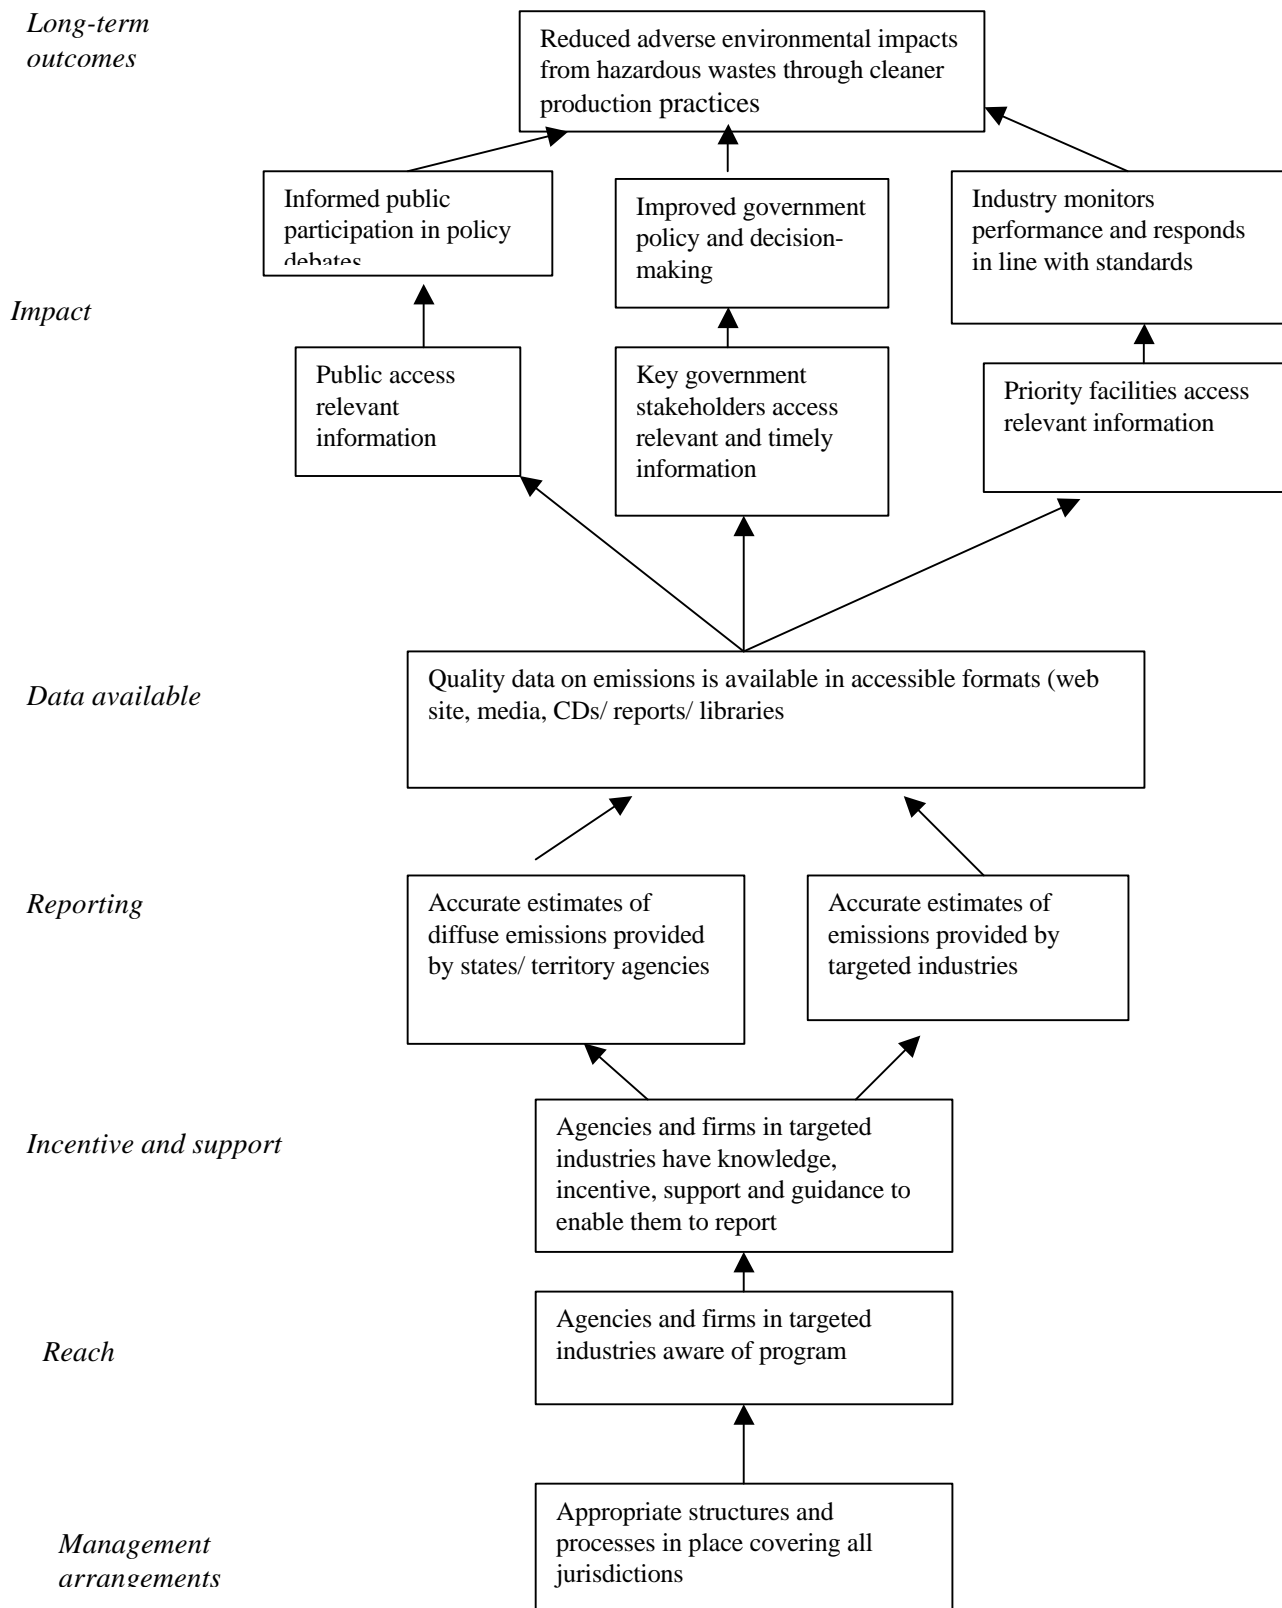 Long-term
outcomes
Reduced adverse environmental impacts
from hazardous wastes through cleaner
production practices
Informed public
participation in policy
debates
Improved government
policy and decision-
making
Industry monitors
performance and responds
in line with standards
Impact
Public access
relevant
information
Key government
stakeholders access
relevant and timely
information
Priority facilities access
relevant information
Data available
Quality data on emissions is available in accessible formats (web
site, media, CDs/ reports/ libraries
Reporting
Accurate estimates of
diffuse emissions provided
by states/ territory agencies
Accurate estimates of
emissions provided by
targeted industries
Incentive and support
Agencies and firms in targeted
industries have knowledge,
incentive, support and guidance to
enable them to report
Reach
Agencies and firms in targeted
industries aware of program
Management
arrangements
Appropriate structures and
processes in place covering all
jurisdictions